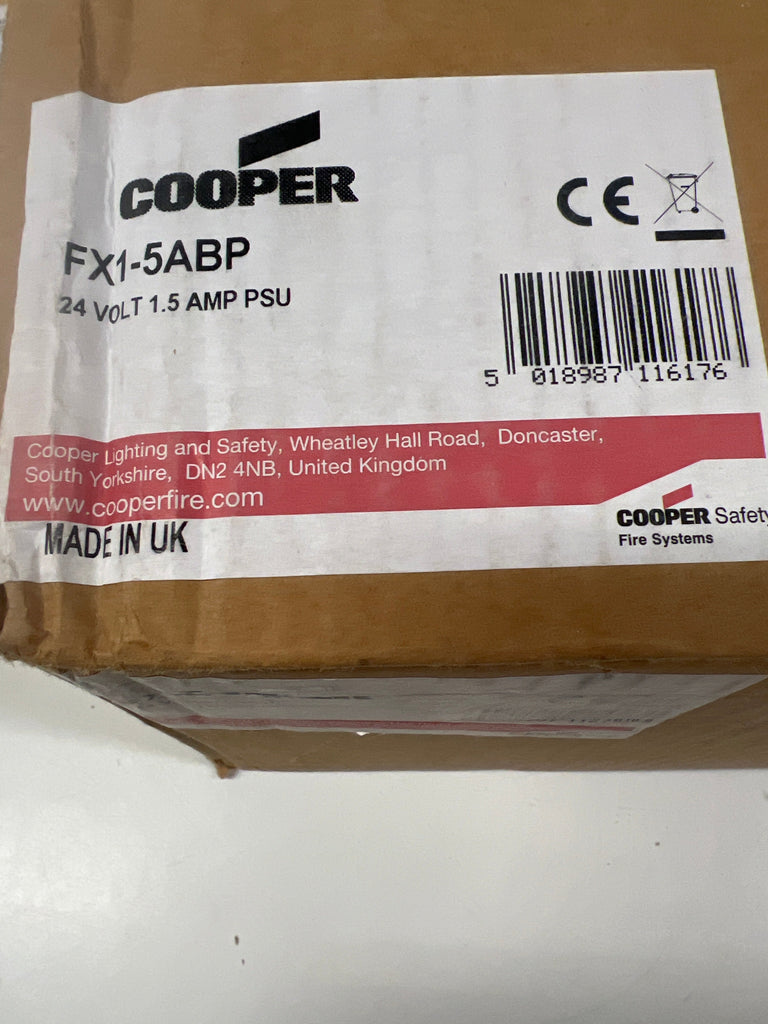 COOPER
CE
FX1-5ABP
24 VOLT 1.5 AMP PSU
5 018987 116176
Cooper Lighting and Safety, Wheatley Hall Road, Doncaster,
South Yorkshire, DN2 4NB, United Kingdom
www.cooperfire.com
COOPER Safety
Fire Systems
MADE IN UK